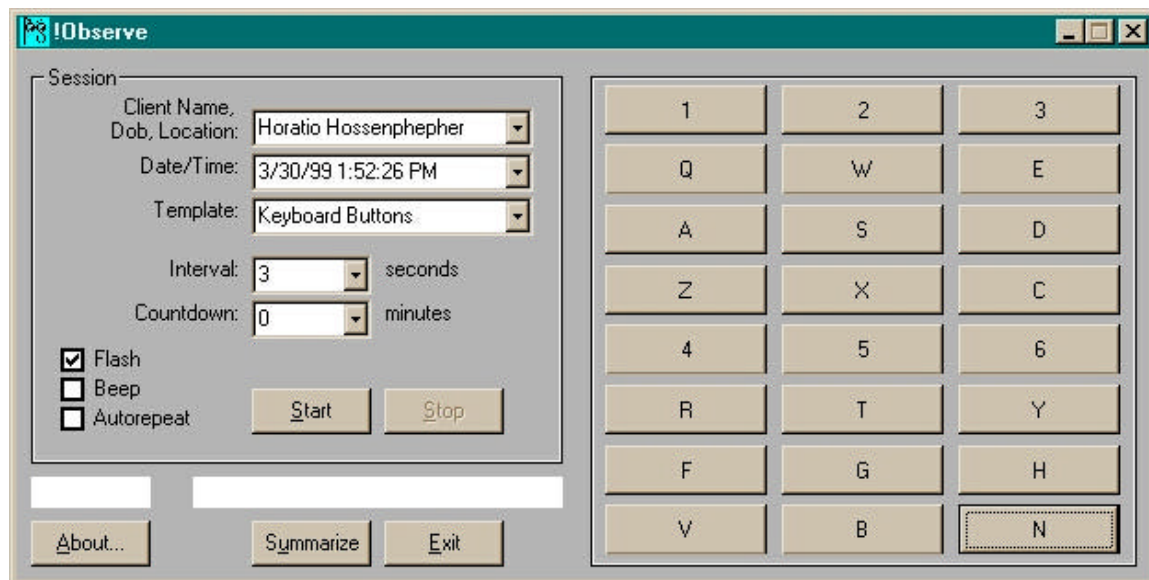 !Observe
Session
Client Name,
Dob, Location: Horatio Hossenphepher
Date/Time: 3/30/99 1:52:26 PM
Template: Keyboard Buttons
Interval: 3 seconds
Countdown: 0 minutes
Flash
Beep
Autorepeat
Start Stop
About... Summarize Exit
1 2 3
Q W E
A S D
Z X C
4 5 6
R T Y
F G H
V B N